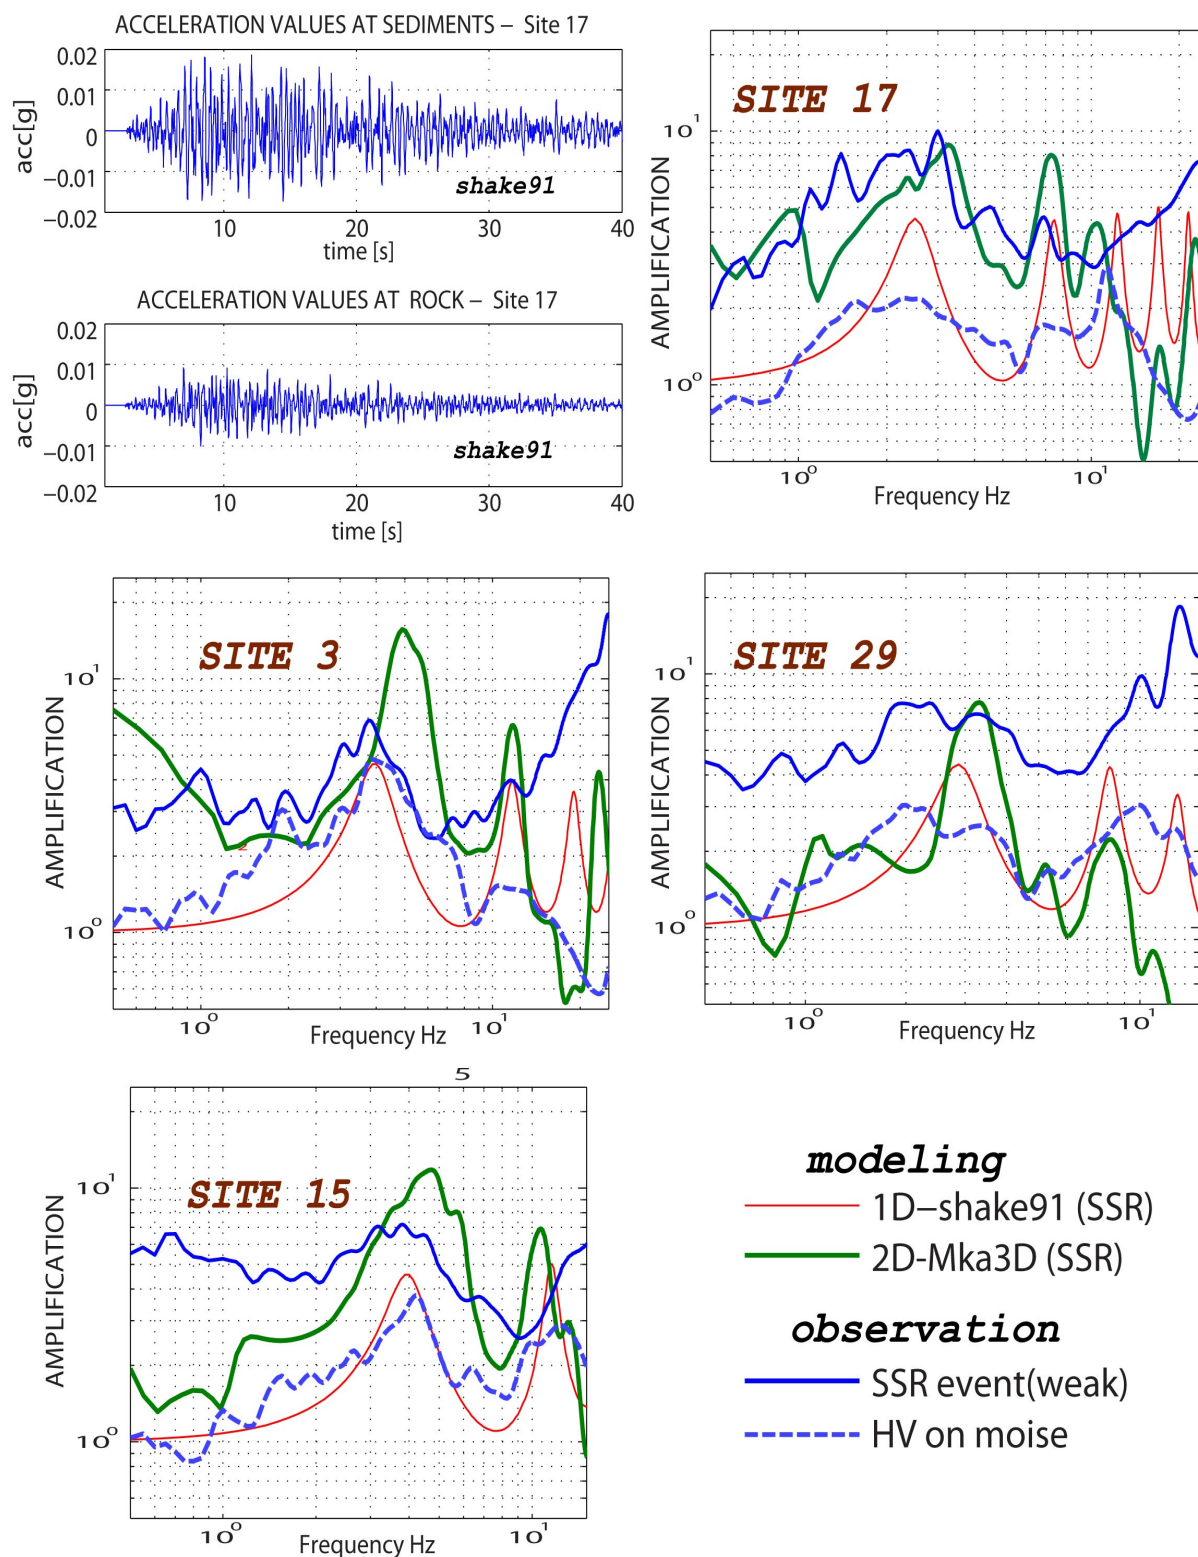 ACCELERATION VALUES AT SEDIMENTS – Site 17
0.02
0.01
0
−0.01
−0.02
acc[g]
shake91
10 20 30 40
time [s]
ACCELERATION VALUES AT ROCK – Site 17
0.02
0.01
0
−0.01
−0.02
acc[g]
shake91
10 20 30 40
time [s]
SITE 17
AMPLIFICATION
10¹
10⁰
10⁰ 10¹
Frequency Hz
SITE 3
AMPLIFICATION
10¹
10⁰
10⁰ 10¹
Frequency Hz
SITE 29
AMPLIFICATION
10¹
10⁰
10⁰ 10¹
Frequency Hz
5
SITE 15
AMPLIFICATION
10¹
10⁰
10⁰ 10¹
Frequency Hz
modeling
1D−shake91 (SSR)
2D-Mka3D (SSR)
observation
SSR event(weak)
HV on moise